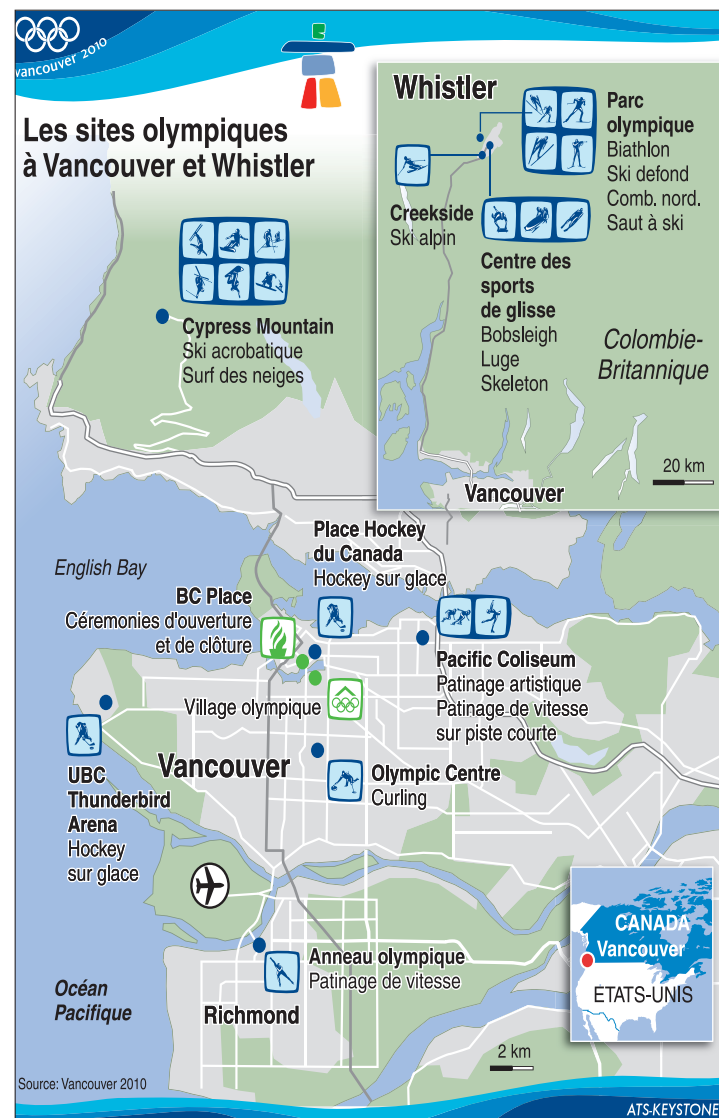 vancouver 2010
Les sites olympiques
à Vancouver et Whistler
Whistler
Parc
olympique
Biathlon
Ski defond
Comb. nord.
Saut à ski
Creekside
Ski alpin
Centre des
sports
de glisse
Bobsleigh
Luge
Skeleton
Colombie-
Britannique
20 km
Vancouver
Cypress Mountain
Ski acrobatique
Surf des neiges
English Bay
Place Hockey
du Canada
Hockey sur glace
BC Place
Céremonies d'ouverture
et de clôture
Pacific Coliseum
Patinage artistique
Patinage de vitesse
sur piste courte
Village olympique
Vancouver
UBC
Thunderbird
Arena
Hockey
sur glace
Olympic Centre
Curling
Anneau olympique
Patinage de vitesse
Richmond
Océan
Pacifique
CANADA
Vancouver
ETATS-UNIS
2 km
Source: Vancouver 2010
ATS-KEYSTONE